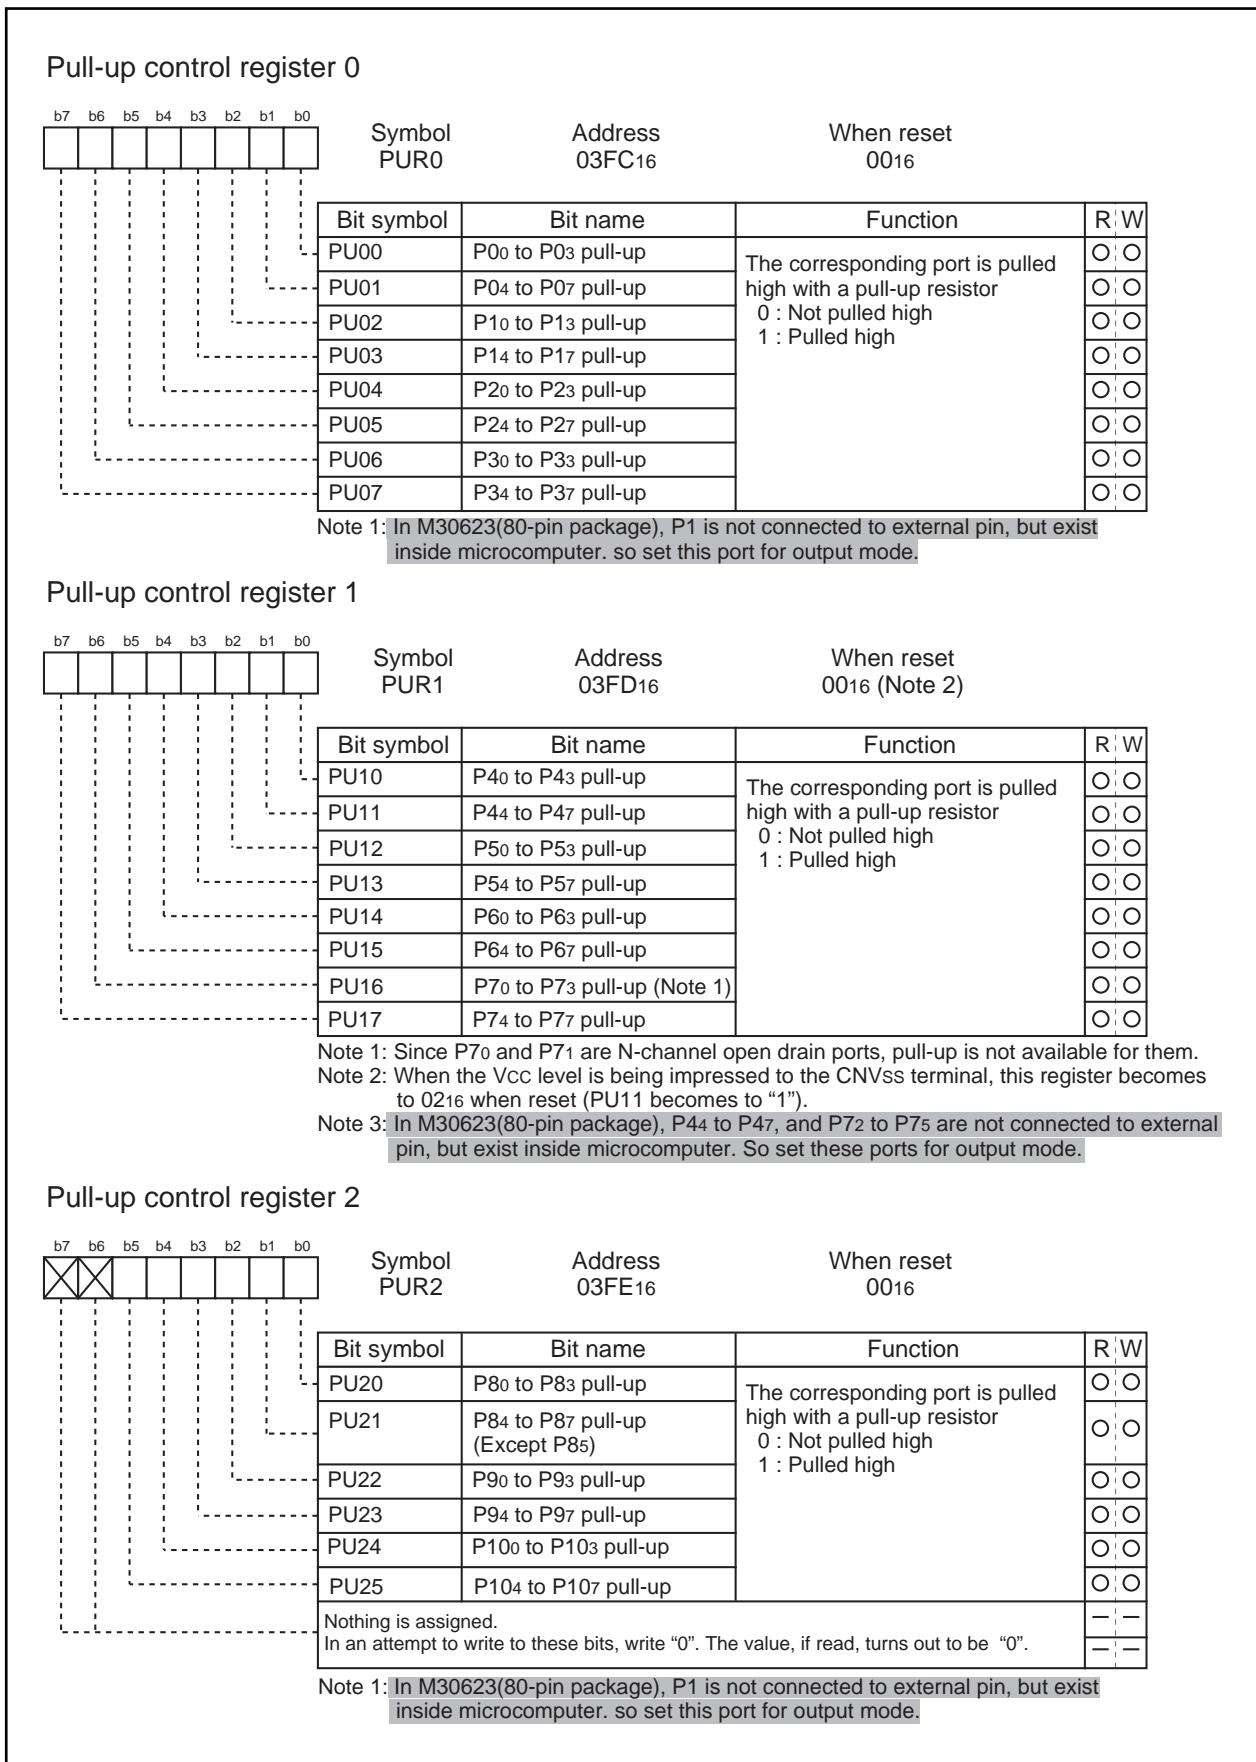 Pull-up control register 0
b7 b6 b5 b4 b3 b2 b1 b0
Symbol Address When reset
PUR0 03FC16 0016
Bit symbol Bit name Function R W
PU00 P00 to P03 pull-up The corresponding port is pulled
PU01 P04 to P07 pull-up high with a pull-up resistor
PU02 P10 to P13 pull-up 0 : Not pulled high
PU03 P14 to P17 pull-up 1 : Pulled high
PU04 P20 to P23 pull-up
PU05 P24 to P27 pull-up
PU06 P30 to P33 pull-up
PU07 P34 to P37 pull-up
Note 1: In M30623(80-pin package), P1 is not connected to external pin, but exist
inside microcomputer. so set this port for output mode.
Pull-up control register 1
b7 b6 b5 b4 b3 b2 b1 b0
Symbol Address When reset
PUR1 03FD16 0016 (Note 2)
Bit symbol Bit name Function R W
PU10 P40 to P43 pull-up The corresponding port is pulled
PU11 P44 to P47 pull-up high with a pull-up resistor
PU12 P50 to P53 pull-up 0 : Not pulled high
PU13 P54 to P57 pull-up 1 : Pulled high
PU14 P60 to P63 pull-up
PU15 P64 to P67 pull-up
PU16 P70 to P73 pull-up (Note 1)
PU17 P74 to P77 pull-up
Note 1: Since P70 and P71 are N-channel open drain ports, pull-up is not available for them.
Note 2: When the VCC level is being impressed to the CNVSS terminal, this register becomes
to 0216 when reset (PU11 becomes to “1”).
Note 3: In M30623(80-pin package), P44 to P47, and P72 to P75 are not connected to external
pin, but exist inside microcomputer. So set these ports for output mode.
Pull-up control register 2
b7 b6 b5 b4 b3 b2 b1 b0
Symbol Address When reset
PUR2 03FE16 0016
Bit symbol Bit name Function R W
PU20 P80 to P83 pull-up The corresponding port is pulled
PU21 P84 to P87 pull-up high with a pull-up resistor
(Except P85) 0 : Not pulled high
PU22 P90 to P93 pull-up 1 : Pulled high
PU23 P94 to P97 pull-up
PU24 P100 to P103 pull-up
PU25 P104 to P107 pull-up
Nothing is assigned.
In an attempt to write to these bits, write “0”. The value, if read, turns out to be “0”.
Note 1: In M30623(80-pin package), P1 is not connected to external pin, but exist
inside microcomputer. so set this port for output mode.